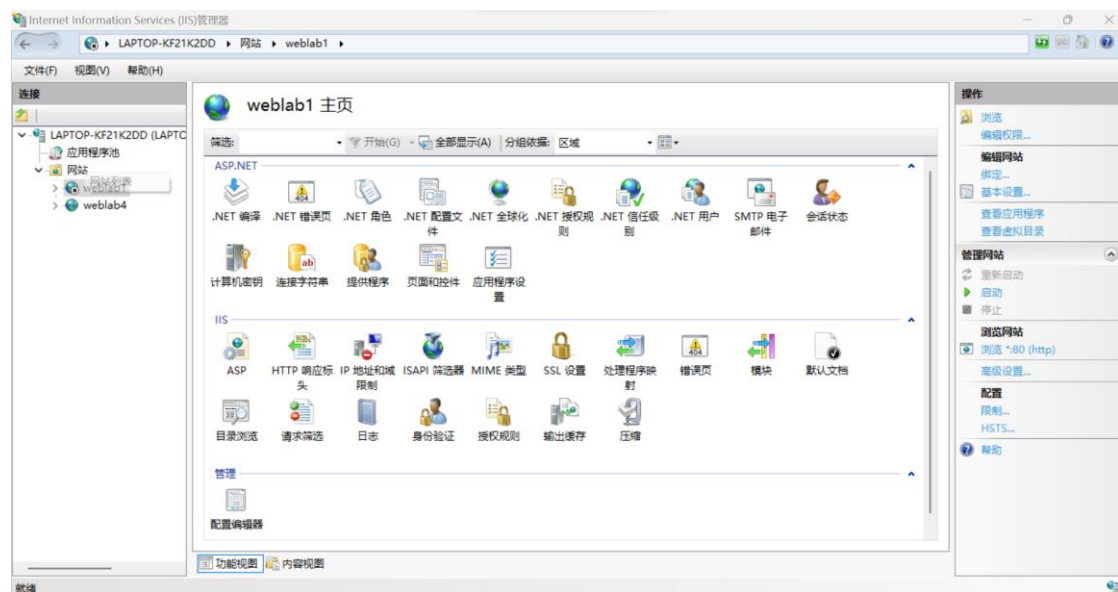 Internet Information Services (IIS)管理器
LAPTOP-KF21K2DD
网站
weblab1
文件(F) 视图(V) 帮助(H)
连接
LAPTOP-KF21K2DD (LAPTC
应用程序池
网站
网站列表
weblab1
weblab4
weblab1 主页
筛选: 开始(G) 全部显示(A) 分组依据: 区域
ASP.NET
.NET 编译
.NET 错误页
.NET 角色
.NET 配置文件
.NET 全球化
.NET 授权规则
.NET 信任级别
.NET 用户
SMTP 电子邮件
会话状态
计算机密钥
连接字符串
提供程序
页面和控件
应用程序设置
IIS
ASP
HTTP 响应标头
IP 地址和域限制
ISAPI 筛选器
MIME 类型
SSL 设置
处理程序映射
错误页
模块
默认文档
目录浏览
请求筛选
日志
身份验证
授权规则
输出缓存
压缩
管理
配置编辑器
功能视图 内容视图
就绪
操作
浏览
编辑权限...
编辑网站
绑定...
基本设置...
查看应用程序
查看虚拟目录
管理网站
重新启动
启动
停止
浏览网站
浏览 *:80 (http)
高级设置...
配置
限制...
HSTS...
帮助